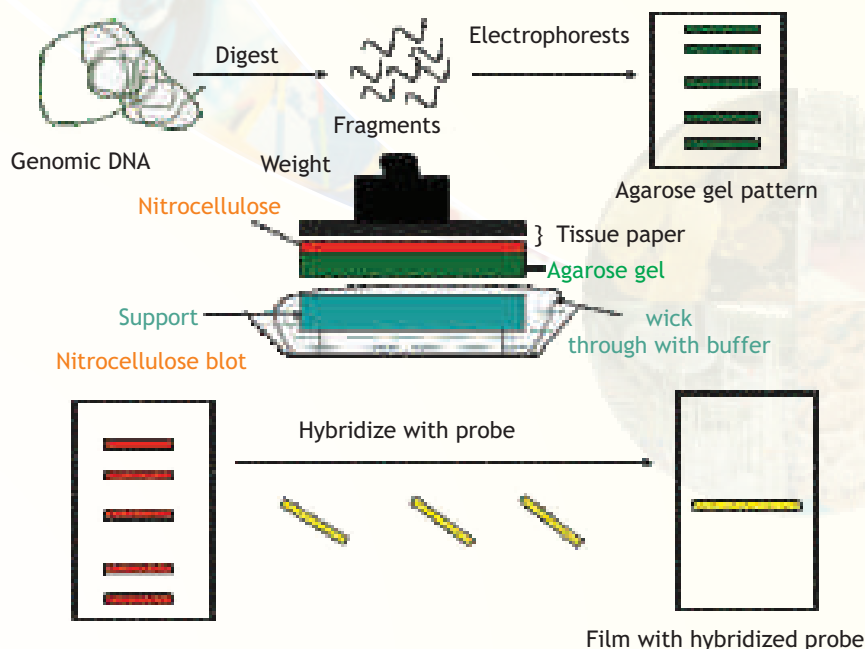 Digest
Electrophorests
Fragments
Genomic DNA
Agarose gel pattern
Weight
Nitrocellulose
} Tissue paper
Agarose gel
Support
wick
through with buffer
Nitrocellulose blot
Hybridize with probe
Film with hybridized probe